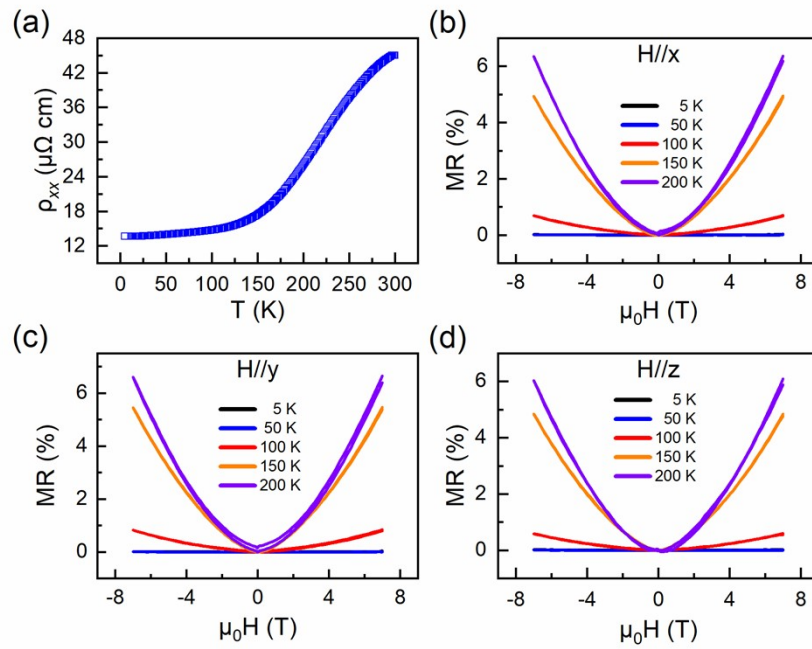 (a)
48
42
36
30
24
18
12
ρxx (μΩ cm)
0 50 100 150 200 250 300
T (K)
(b)
H//x
6
4
2
0
MR (%)
5 K
50 K
100 K
150 K
200 K
-8 -4 0 4 8
μ0H (T)
(c)
H//y
6
4
2
0
MR (%)
5 K
50 K
100 K
150 K
200 K
-8 -4 0 4 8
μ0H (T)
(d)
H//z
6
4
2
0
MR (%)
5 K
50 K
100 K
150 K
200 K
-8 -4 0 4 8
μ0H (T)